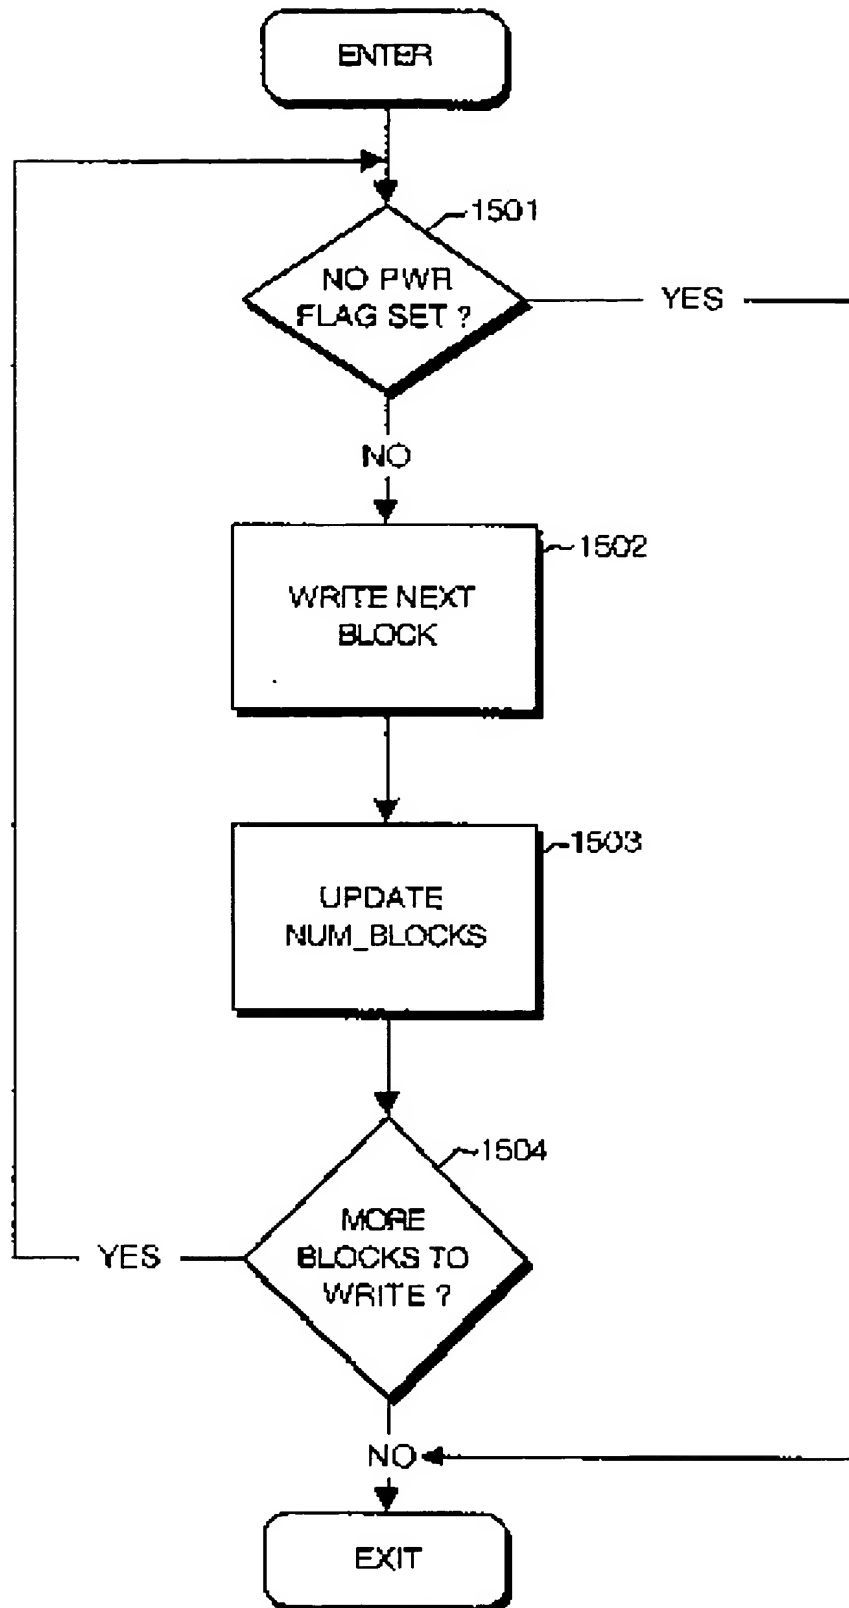 ENTER
1501
NO PWR
FLAG SET ?
YES
NO
1502
WRITE NEXT
BLOCK
1503
UPDATE
NUM_BLOCKS
1504
MORE
BLOCKS TO
WRITE ?
YES
NO
EXIT